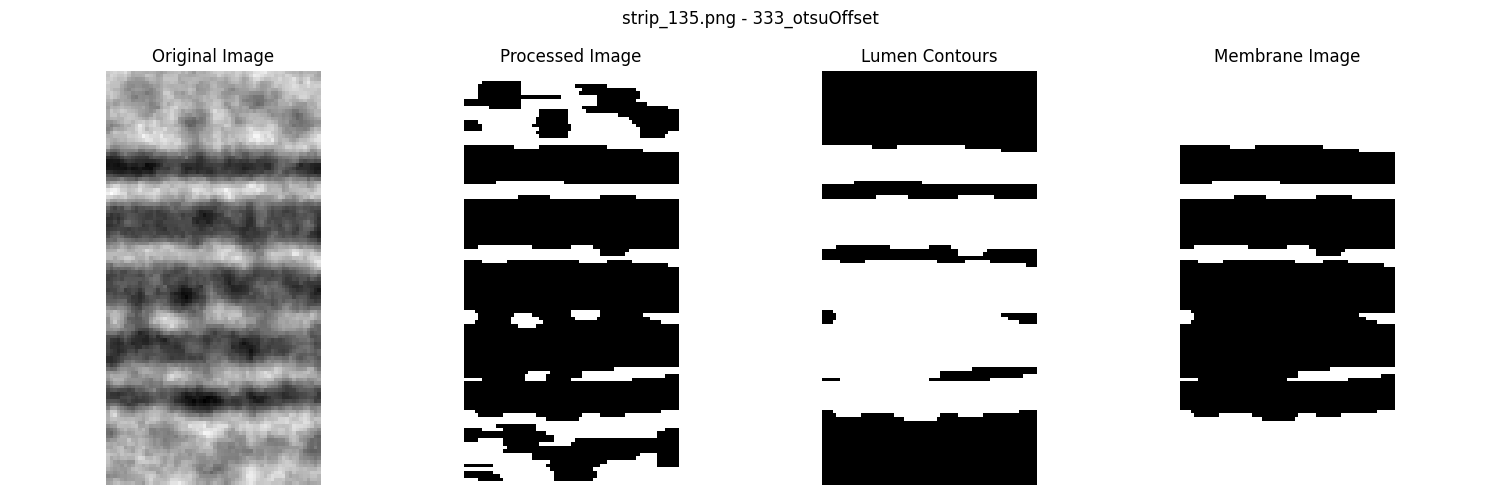 strip_135.png - 333_otsuOffset
Original Image
Processed Image
Lumen Contours
Membrane Image